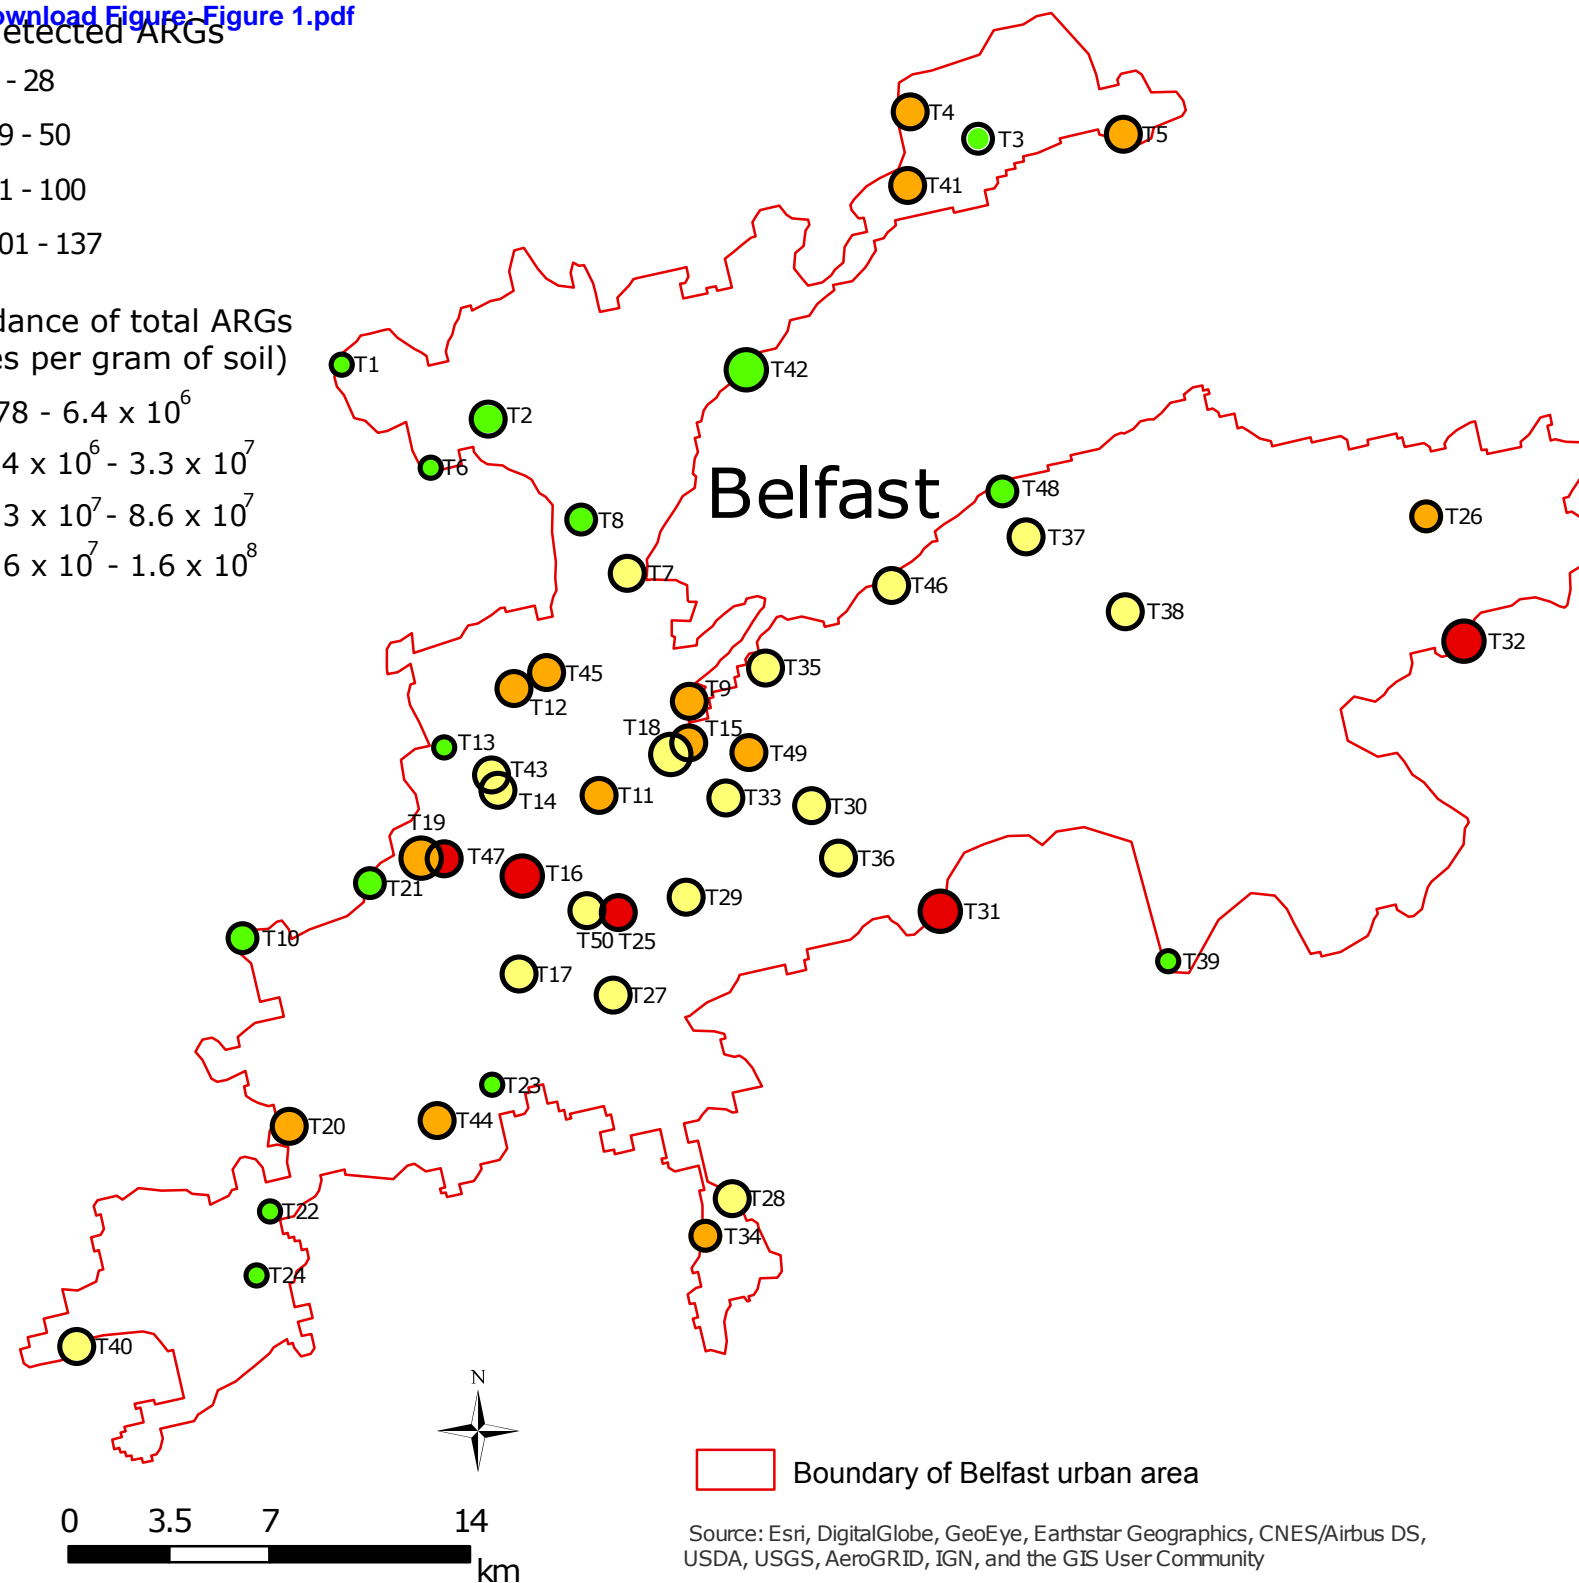 ownload Figure: Figure 1.pdf
etected ARGs
- 28
9 - 50
1 - 100
01 - 137
dance of total ARGs
es per gram of soil)
78 - 6.4 x 10⁶
4 x 10⁶ - 3.3 x 10⁷
3 x 10⁷ - 8.6 x 10⁷
6 x 10⁷ - 1.6 x 10⁸
T4
T3
T5
T41
T1
T42
T2
T6
Belfast
T48
T26
T8
T37
T7
T46
T38
T32
T45
T35
T12
T9
T18
T15
T13
T49
T43
T14
T11
T33
T30
T19
T47
T16
T36
T21
T29
T50
T25
T31
T10
T17
T39
T27
T23
T44
T20
T28
T22
T34
T24
T40
N
Boundary of Belfast urban area
0 3.5 7 14
km
Source: Esri, DigitalGlobe, GeoEye, Earthstar Geographics, CNES/Airbus DS,
USDA, USGS, AeroGRID, IGN, and the GIS User Community